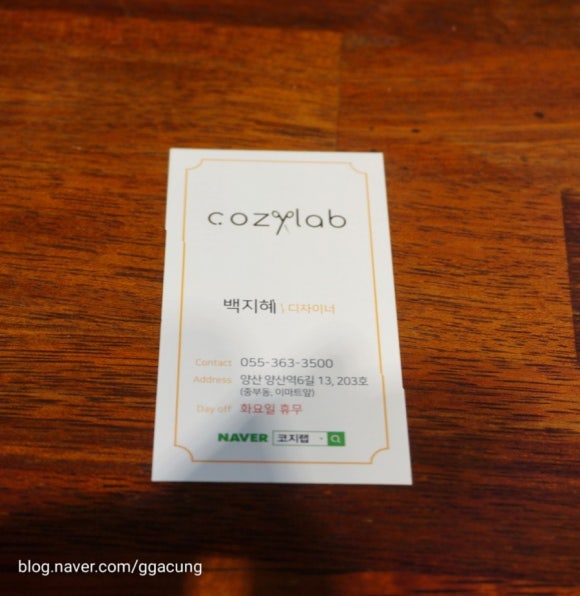 cozylab
백지혜 \ 디자이너
Contact 055-363-3500
Address 양산 양산역6길 13, 203호
(중부동, 이마트앞)
Day off 화요일 휴무
NAVER 코지랩
blog.naver.com/ggacung